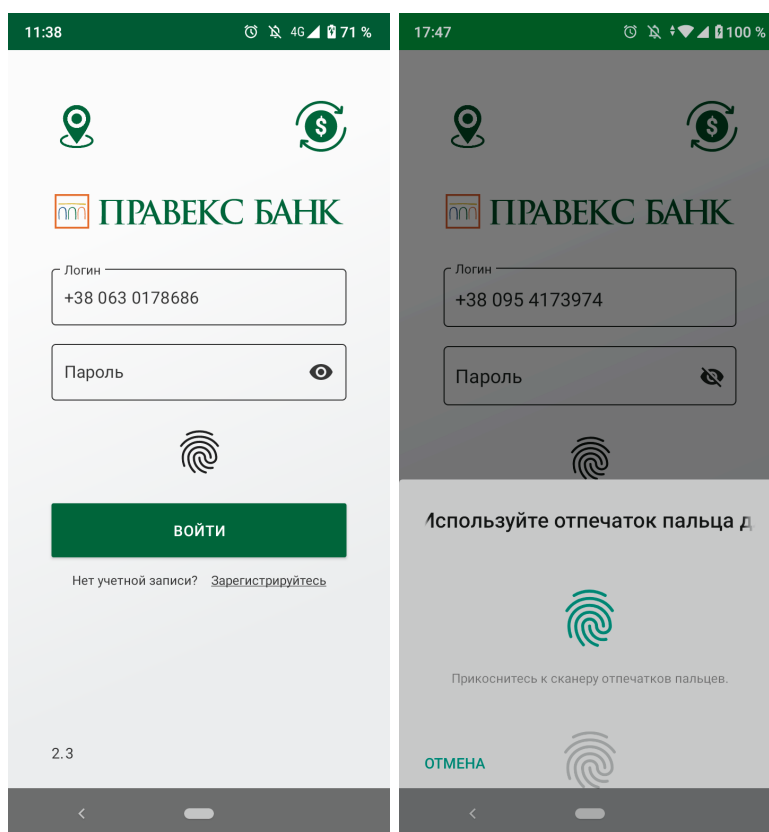 11:38
4G
71 %
ПРАВЕКС БАНК
Логин
+38 063 0178686
Пароль
ВОЙТИ
Нет учетной записи? Зарегистрируйтесь
2.3
17:47
100 %
ПРАВЕКС БАНК
Логин
+38 095 4173974
Пароль
Используйте отпечаток пальца д
Прикоснитесь к сканеру отпечатков пальцев.
ОТМЕНА